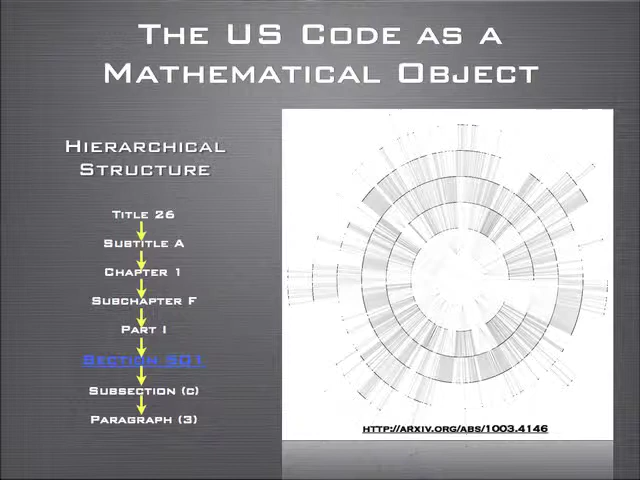 The US Code as a
Mathematical Object
Hierarchical
Structure
Title 26
Subtitle A
Chapter 1
Subchapter F
Part I
Section 501
Subsection (c)
Paragraph (3)
http://arxiv.org/abs/1003.4146